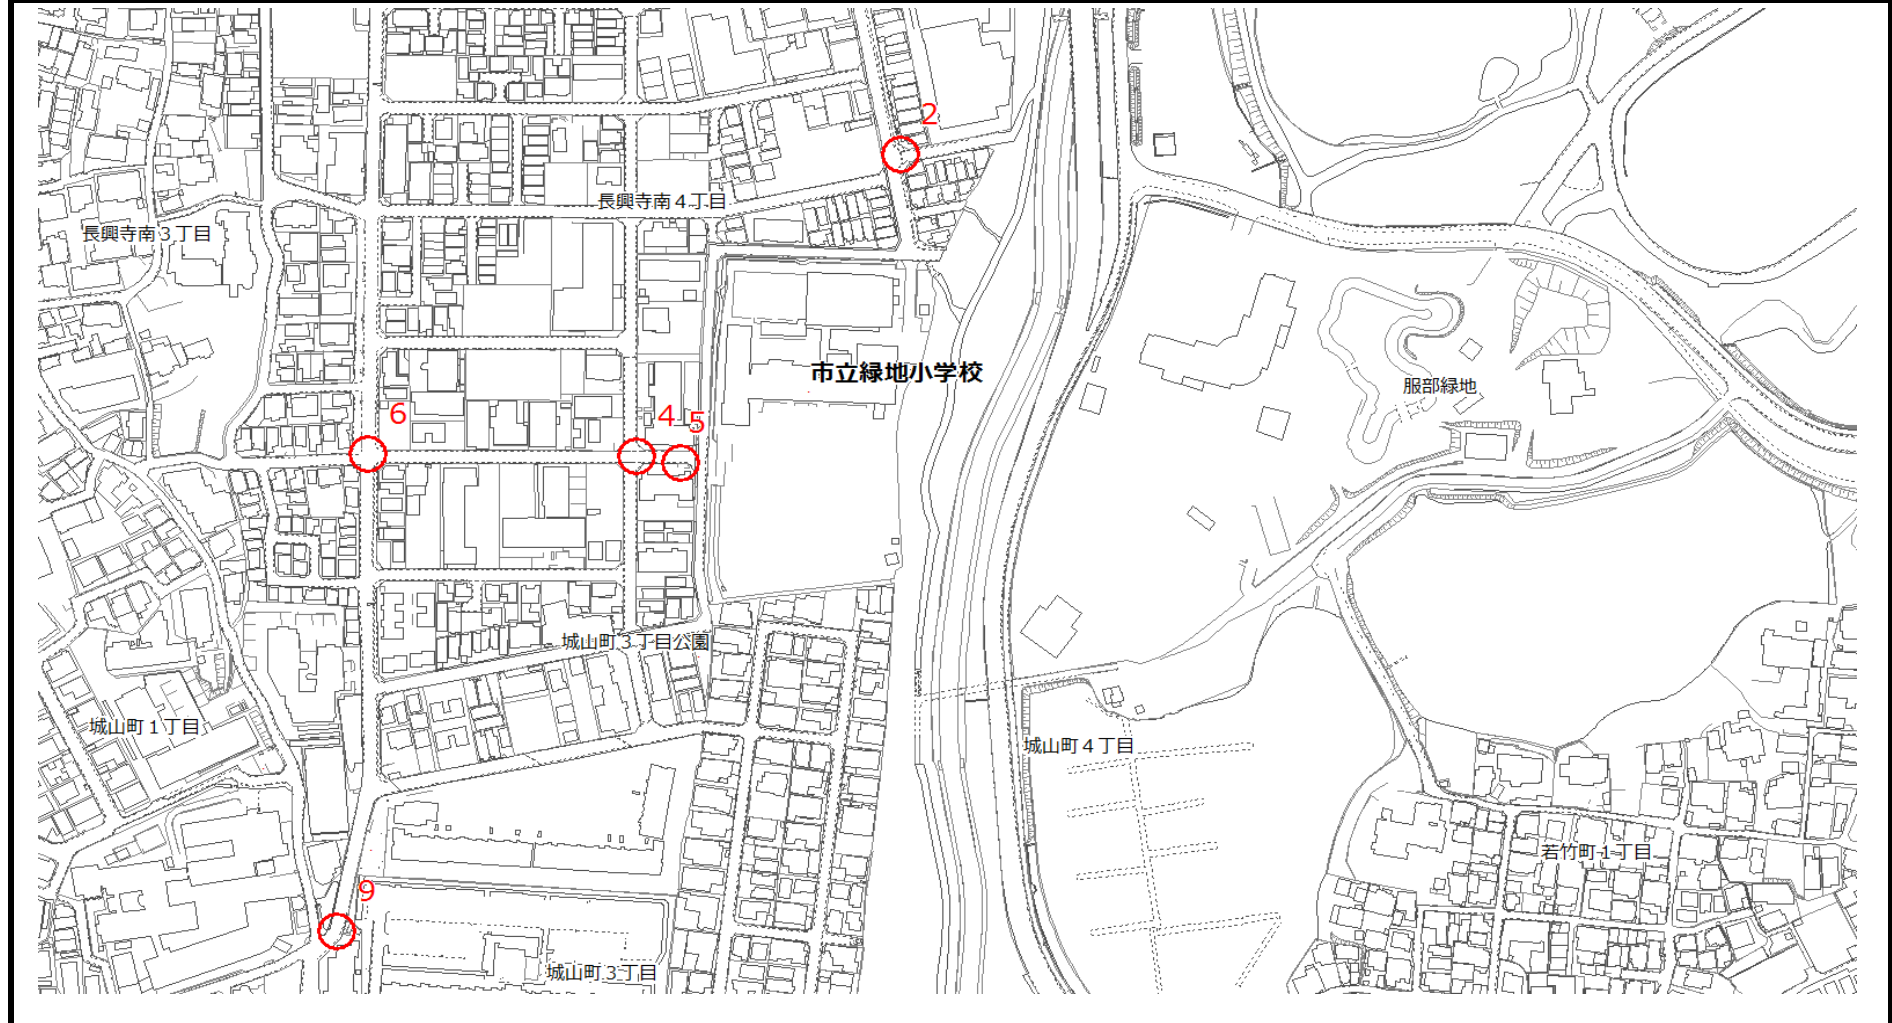 2
長興寺南４丁目
長興寺南３丁目
市立緑地小学校
服部緑地
6
4
5
城山町３丁目公園
城山町１丁目
城山町４丁目
若竹町１丁目
9
城山町３丁目